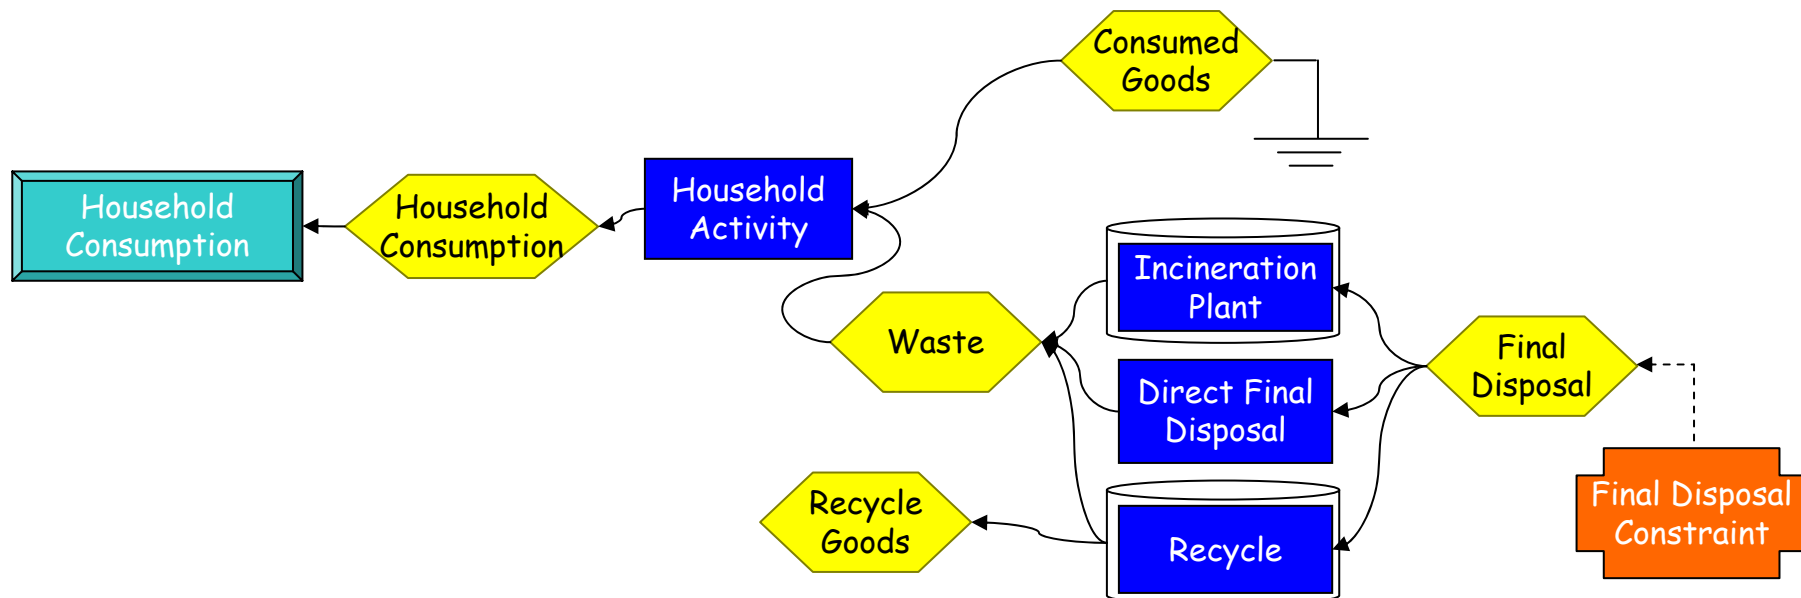 Consumed
Goods
Household
Consumption
Household
Consumption
Household
Activity
Incineration
Plant
Waste
Final
Disposal
Direct Final
Disposal
Recycle
Goods
Recycle
Final Disposal
Constraint